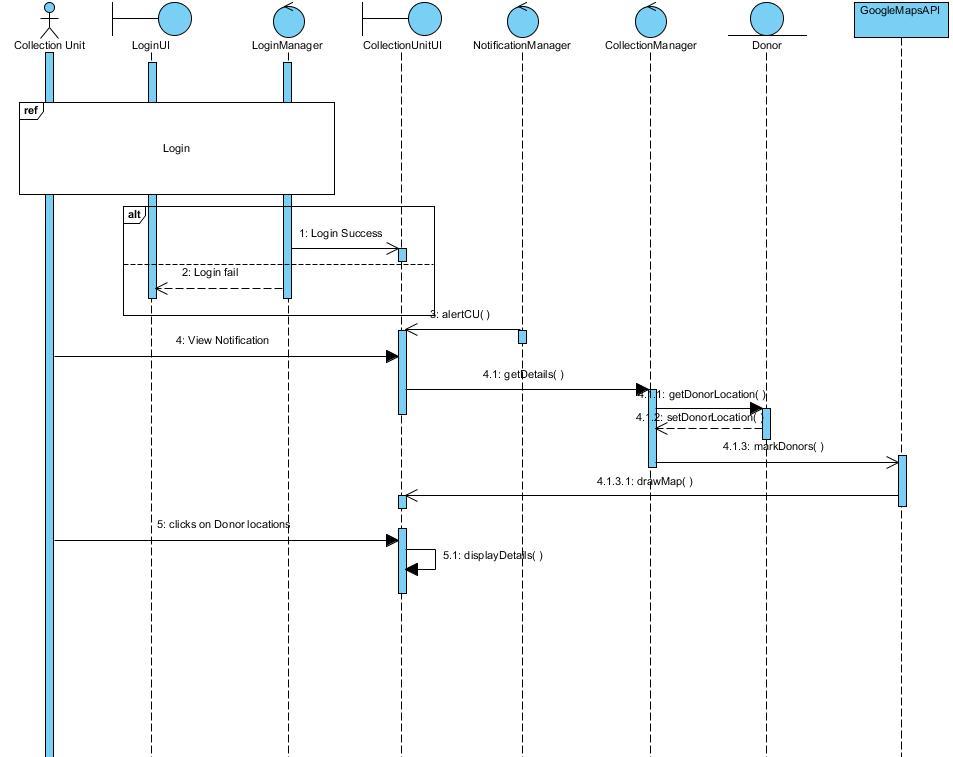 GoogleMapsAPI
Collection Unit
LoginUI
LoginManager
CollectionUnitUI
NotificationManager
CollectionManager
Donor
ref
Login
alt
1: Login Success
2: Login fail
3: alertCU( )
4: View Notification
4.1: getDetails( )
4.1.1: getDonorLocation( )
4.1.2: setDonorLocation( )
4.1.3: markDonors( )
4.1.3.1: drawMap( )
5: clicks on Donor locations
5.1: displayDetails( )